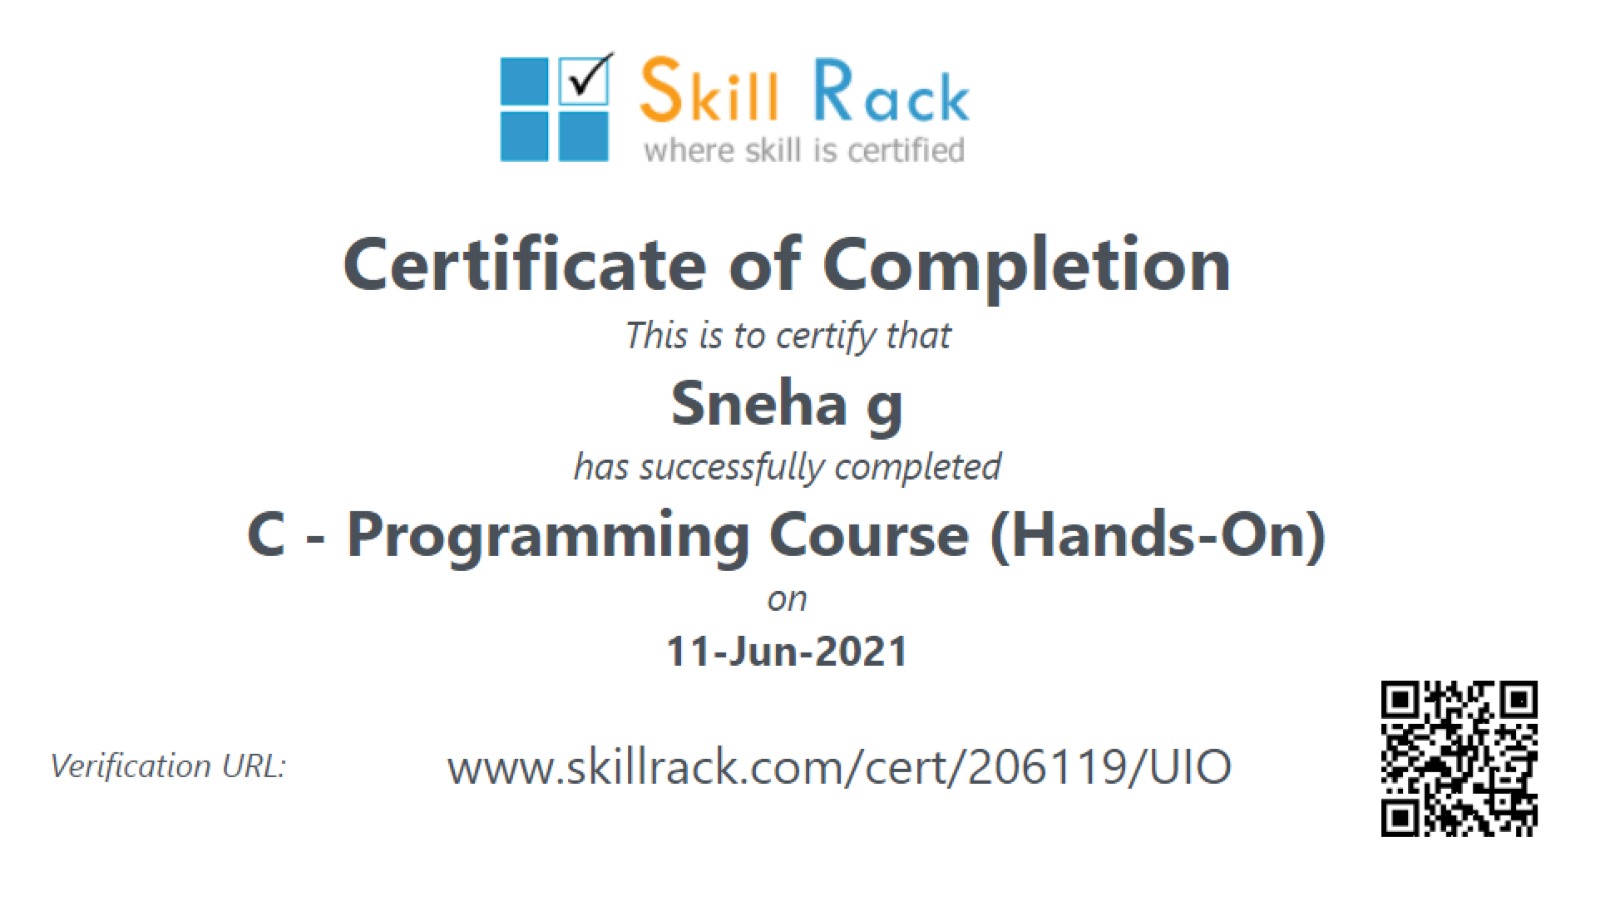 Skill Rack
where skill is certified
Certificate of Completion
This is to certify that
Sneha g
has successfully completed
C - Programming Course (Hands-On)
on
11-Jun-2021
Verification URL: www.skillrack.com/cert/206119/UIO